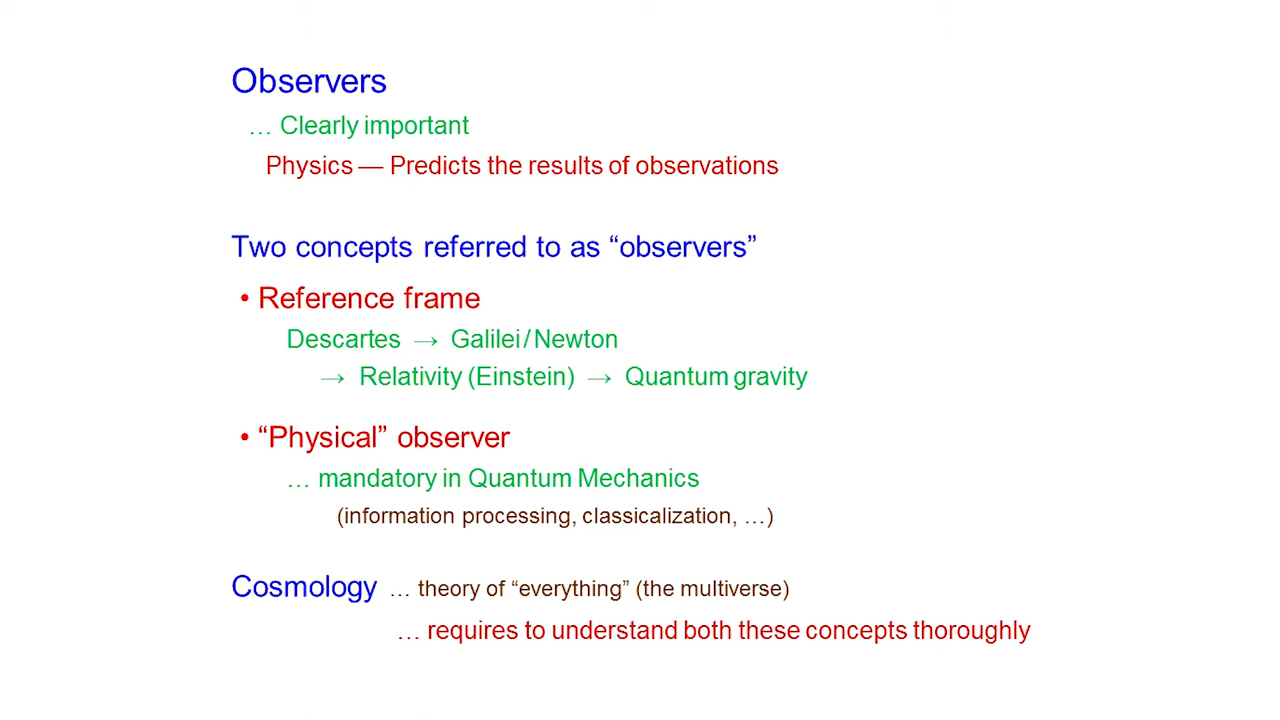 Observers
… Clearly important
Physics — Predicts the results of observations
Two concepts referred to as “observers”
• Reference frame
Descartes → Galilei / Newton
→ Relativity (Einstein) → Quantum gravity
• “Physical” observer
… mandatory in Quantum Mechanics
(information processing, classicalization, …)
Cosmology … theory of “everything” (the multiverse)
… requires to understand both these concepts thoroughly